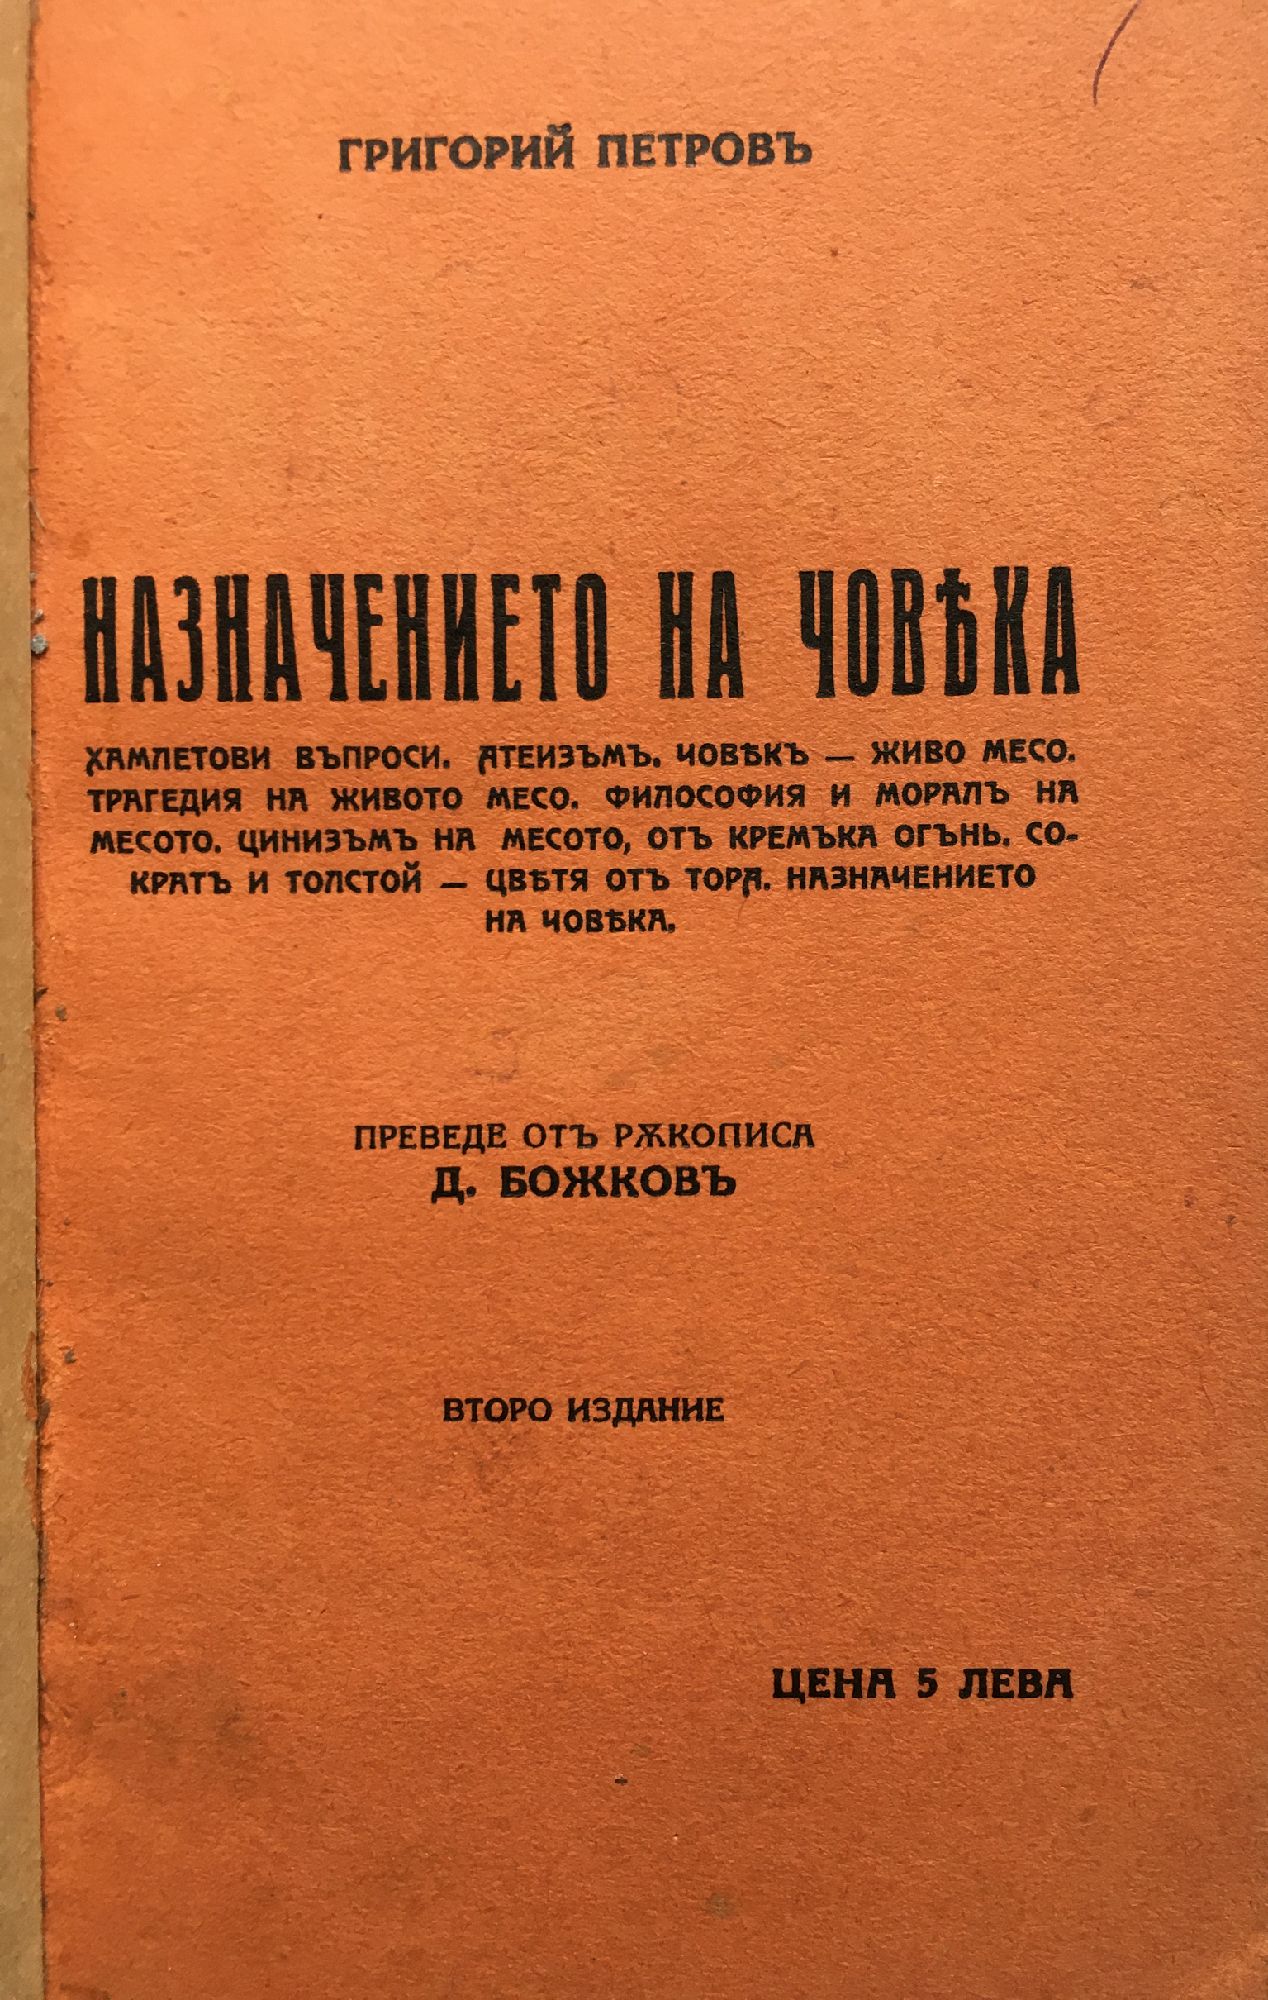 ГРИГОРИЙ ПЕТРОВЪ
НАЗНАЧЕНИЕТО НА ЧОВѢКА
ХАМЛЕТОВИ ВЪПРОСИ. АТЕИЗЪМЪ. ЧОВѢКЪ — ЖИВО МЕСО.
ТРАГЕДИЯ НА ЖИВОТО МЕСО. ФИЛОСОФИЯ И МОРАЛЪ НА
МЕСОТО. ЦИНИЗЪМЪ НА МЕСОТО, ОТЪ КРЕМЪКА ОГЪНЬ. СО-
КРАТЪ И ТОЛСТОЙ — ЦВѢТЯ ОТЪ ТОРА. НАЗНАЧЕНИЕТО
НА ЧОВѢКА.
ПРЕВЕДЕ ОТЪ РѪКОПИСА
Д. БОЖКОВЪ
ВТОРО ИЗДАНИЕ
ЦЕНА 5 ЛЕВА